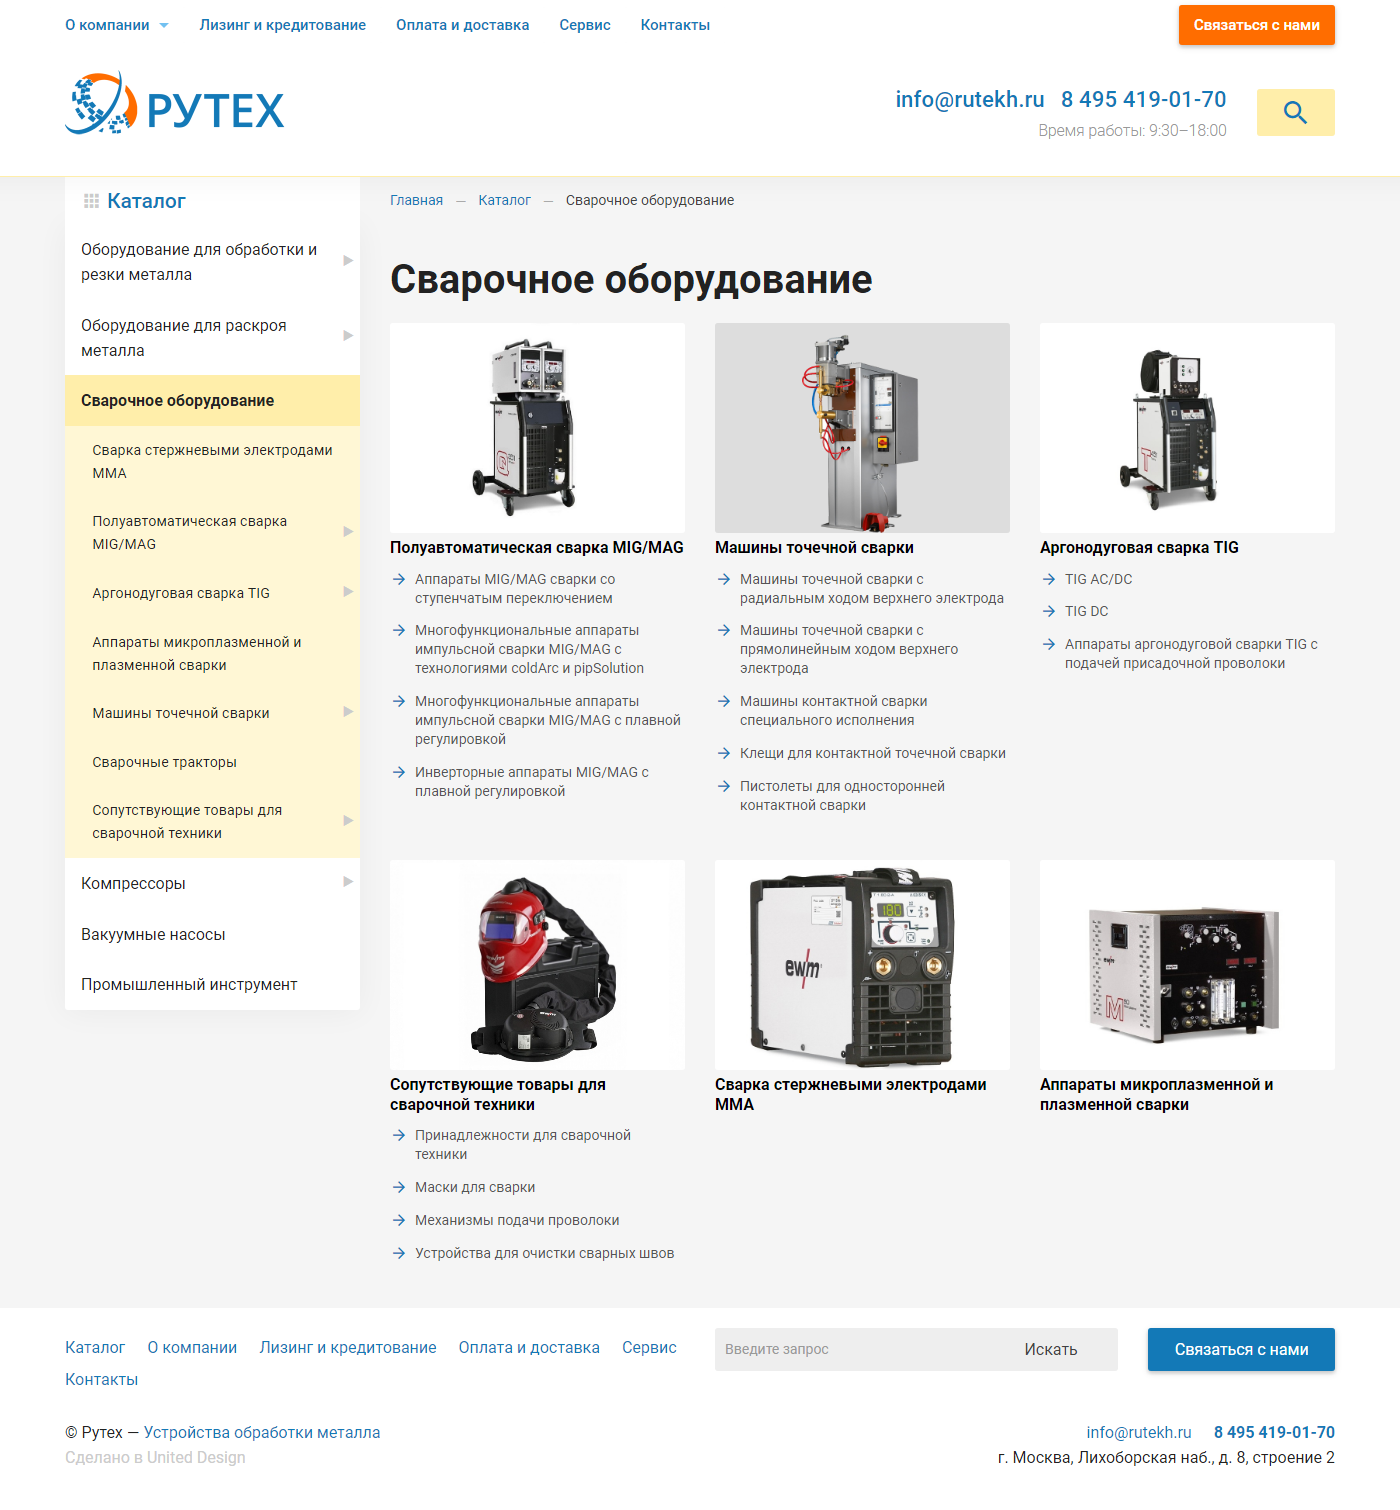 О компании
Лизинг и кредитование
Оплата и доставка
Сервис
Контакты
Связаться с нами
РУТЕХ
info@rutekh.ru 8 495 419-01-70
Время работы: 9:30–18:00
Каталог
Оборудование для обработки и
резки металла
Оборудование для раскроя
металла
Сварочное оборудование
Сварка стержневыми электродами
MMA
Полуавтоматическая сварка
MIG/MAG
Аргонодуговая сварка TIG
Аппараты микроплазменной и
плазменной сварки
Машины точечной сварки
Сварочные тракторы
Сопутствующие товары для
сварочной техники
Компрессоры
Вакуумные насосы
Промышленный инструмент
Главная — Каталог — Сварочное оборудование
Сварочное оборудование
Полуавтоматическая сварка MIG/MAG
Аппараты MIG/MAG сварки со
ступенчатым переключением
Многофункциональные аппараты
импульсной сварки MIG/MAG с
технологиями coldArc и pipSolution
Многофункциональные аппараты
импульсной сварки MIG/MAG с плавной
регулировкой
Инверторные аппараты MIG/MAG с
плавной регулировкой
Машины точечной сварки
Машины точечной сварки с
радиальным ходом верхнего электрода
Машины точечной сварки с
прямолинейным ходом верхнего
электрода
Машины контактной сварки
специального исполнения
Клещи для контактной точечной сварки
Пистолеты для односторонней
контактной сварки
Аргонодуговая сварка TIG
TIG AC/DC
TIG DC
Аппараты аргонодуговой сварки TIG с
подачей присадочной проволоки
Сопутствующие товары для
сварочной техники
Принадлежности для сварочной
техники
Маски для сварки
Механизмы подачи проволоки
Устройства для очистки сварных швов
ewm
180
Сварка стержневыми электродами
MMA
ewm
M
Аппараты микроплазменной и
плазменной сварки
Каталог О компании Лизинг и кредитование Оплата и доставка Сервис
Контакты
Введите запрос
Искать
Связаться с нами
© Рутех — Устройства обработки металла
Сделано в United Design
info@rutekh.ru 8 495 419-01-70
г. Москва, Лихоборская наб., д. 8, строение 2